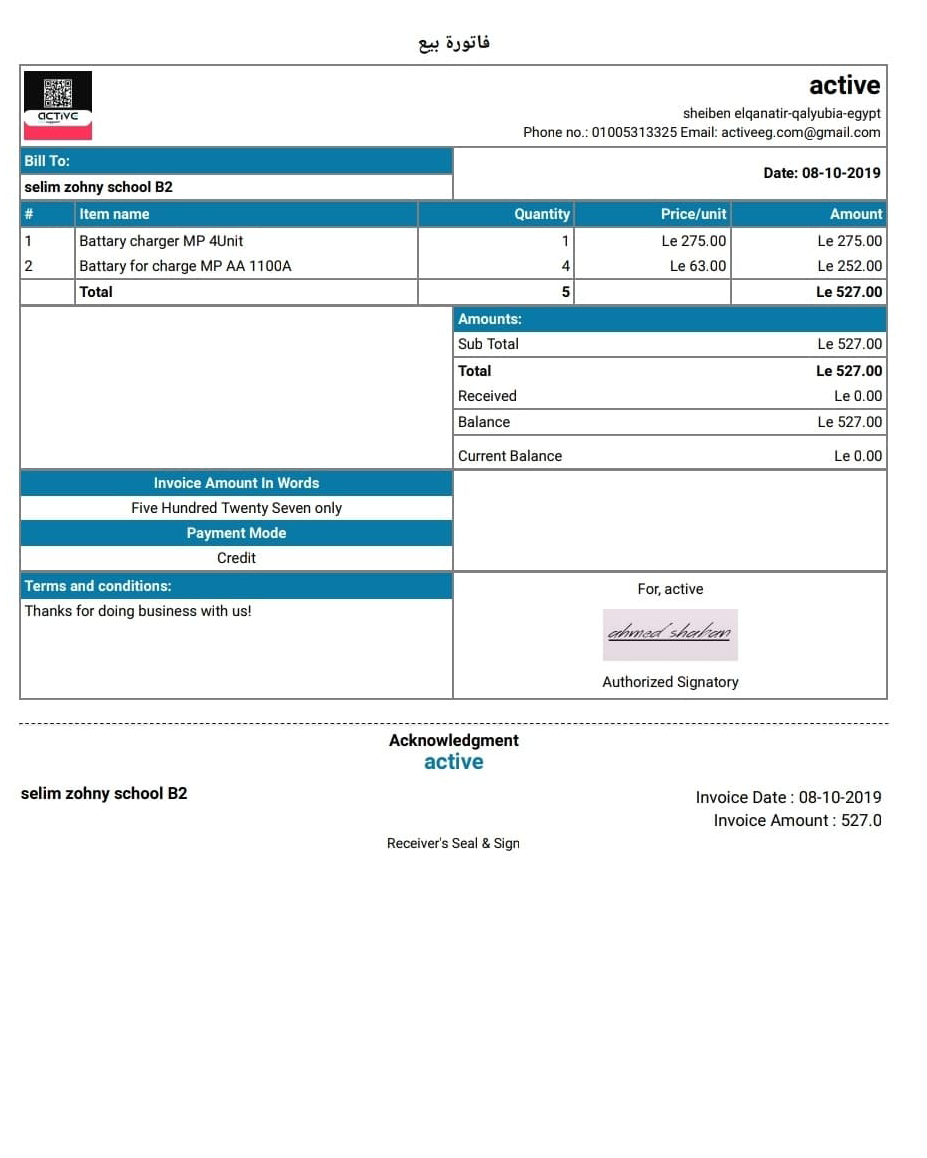 فاتورة بيع
ACTIVE
active
sheiben elqanatir-qalyubia-egypt
Phone no.: 01005313325 Email: activeeg.com@gmail.com
Bill To:
selim zohny school B2
Date: 08-10-2019
# Item name Quantity Price/unit Amount
1 Battary charger MP 4Unit 1 Le 275.00 Le 275.00
2 Battary for charge MP AA 1100A 4 Le 63.00 Le 252.00
Total 5 Le 527.00
Amounts:
Sub Total Le 527.00
Total Le 527.00
Received Le 0.00
Balance Le 527.00
Current Balance Le 0.00
Invoice Amount In Words
Five Hundred Twenty Seven only
Payment Mode
Credit
Terms and conditions:
Thanks for doing business with us!
For, active
ahmed shaban
Authorized Signatory
Acknowledgment
active
selim zohny school B2
Invoice Date : 08-10-2019
Invoice Amount : 527.0
Receiver's Seal & Sign